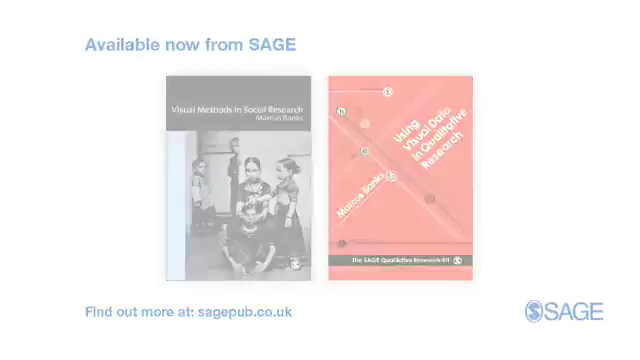 Available now from SAGE
Visual Methods in Social Research
Marcus Banks
Using
Visual Data
in Qualitative
Research
Marcus Banks
The SAGE Qualitative Research Kit
Find out more at: sagepub.co.uk
SAGE